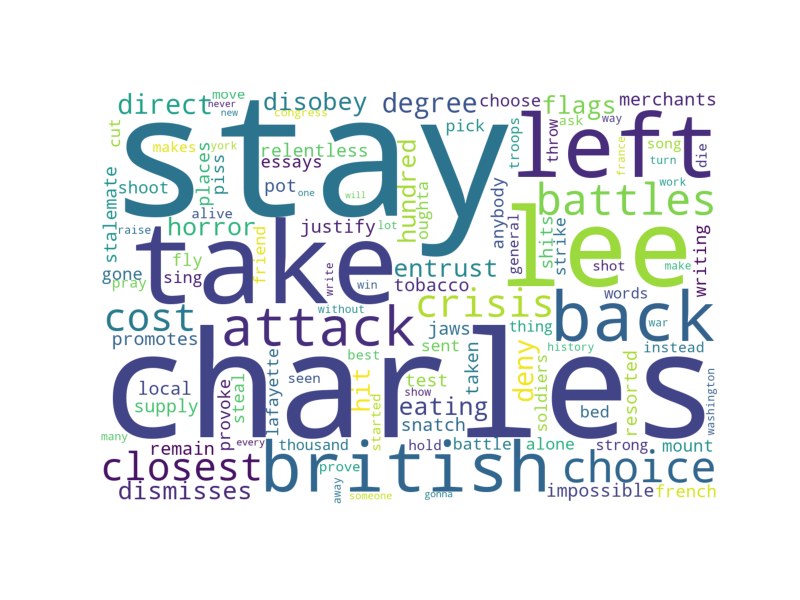 direct move never new congress disobey degree choose flags merchants
stay left
cut makes york relentless essays pick troops throw ask way song france turn die
stalemate shoot places piss pot one will hundred oughta anybody battles work
raise alive horror justify lot general shits strike
take lee
gone pray fly sing friend write win without entrust tobacco shot make writing
cost attack crisis words war back
promotes jaws thing history instead
charles
local supply provoke steal lafayette seen best hit started show test sent eating taken snatch deny soldiers bed resorted washington
many remain every thousand prove hold battle alone strong mount
closest british choice
dismisses away someone gonna impossible french